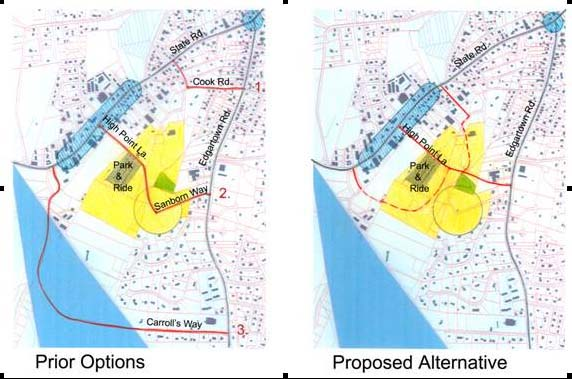 State Rd.
Cook Rd.
1.
High Point La.
Edgartown Rd.
Park
&
Ride
Sanborn Way
2.
Carroll's Way
3.
Prior Options
State Rd.
High Point La.
Edgartown Rd.
Park
&
Ride
Proposed Alternative